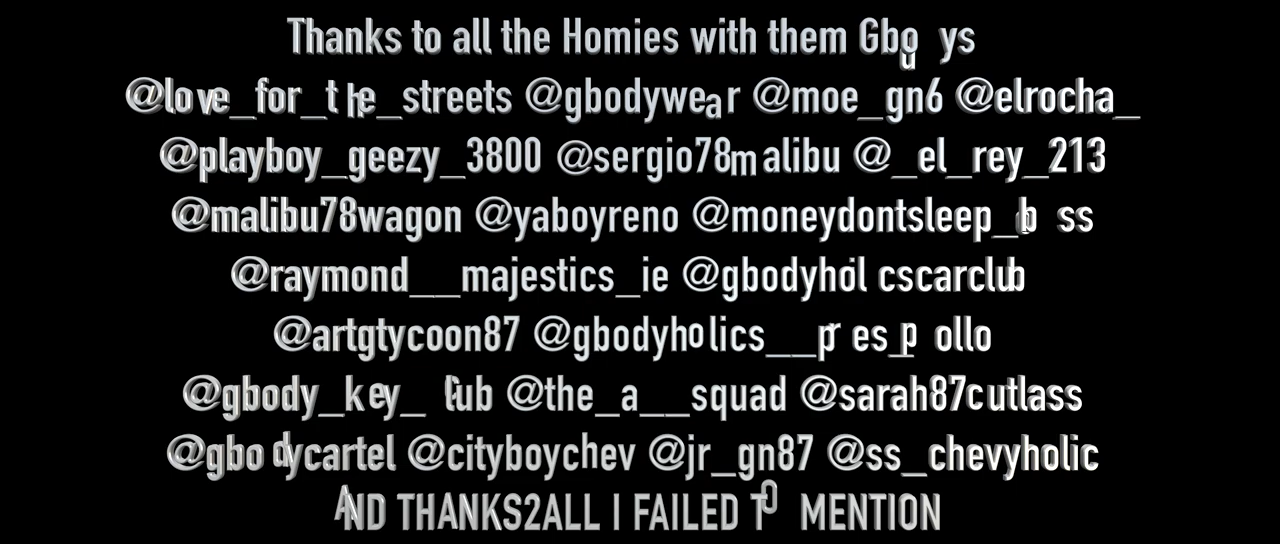 Thanks to all the Homies with them Gbouys
@love_for_the_streets @gbodywear @moe_gn6 @elrocha_
@playboy_geezy_3800 @sergio78malibu @_el_rey_213
@malibu78wagon @yaboyreno @moneydontsleep_boss
@raymond__majestics_ie @gbodyholicscarclub
@artgtycoon87 @gbodyholics__pres_pollo
@gbody_key_club @the_a__squad @sarah87cutlass
@gbodycartel @cityboychev @jr_gn87 @ss_chevyholic
AND THANKS2ALL I FAILED TO MENTION